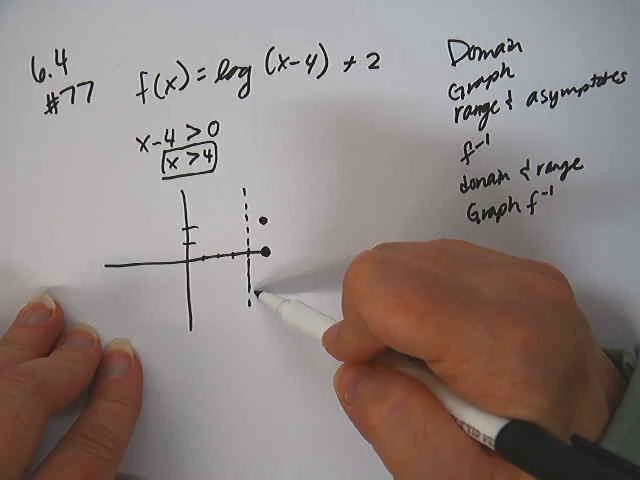 6.4
#77
f(x) = log (x-4) + 2
x-4 > 0
x > 4
Domain
Graph
range & asymptotes
f⁻¹
domain & range
Graph f⁻¹